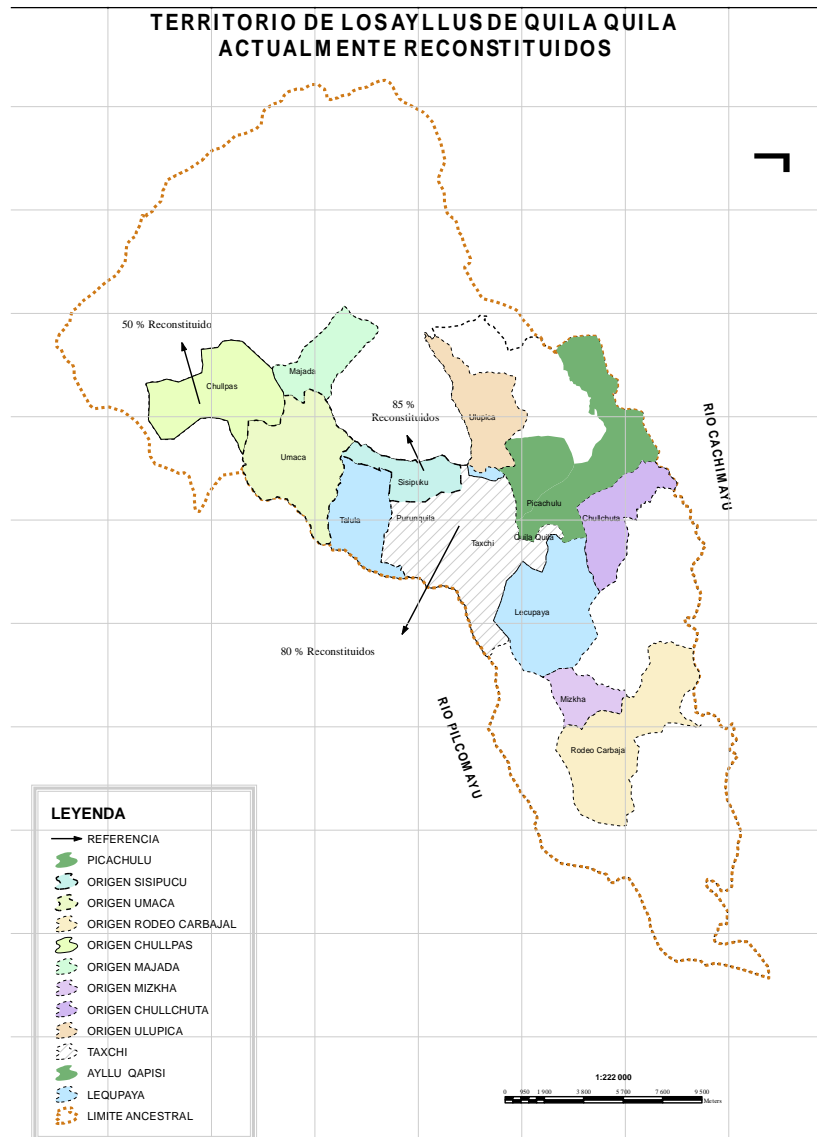 TERRITORIO DE LOS AYLLUS DE QUILA QUILA
ACTUALMENTE RECONSTITUIDOS
50 % Reconstituido
Majada
Chullpas
85 %
Reconstituidos
Ulupica
RIO CACHIMAYU
Umaca
Sisipuku
Picachulu
Talula
Purunquila
Chullchuta
Taxchi
Quila Quila
Lecupaya
80 % Reconstituidos
Mizkha
RIO PILCOMAYU
Rodeo Carbaja
LEYENDA
REFERENCIA
PICACHULU
ORIGEN SISIPUCU
ORIGEN UMACA
ORIGEN RODEO CARBAJAL
ORIGEN CHULLPAS
ORIGEN MAJADA
ORIGEN MIZKHA
ORIGEN CHULLCHUTA
ORIGEN ULUPICA
TAXCHI
AYLLU QAPISI
LEQUPAYA
LIMITE ANCESTRAL
1:222 000
0 950 1 900 3 800 5 700 7 600 9 500
Meters